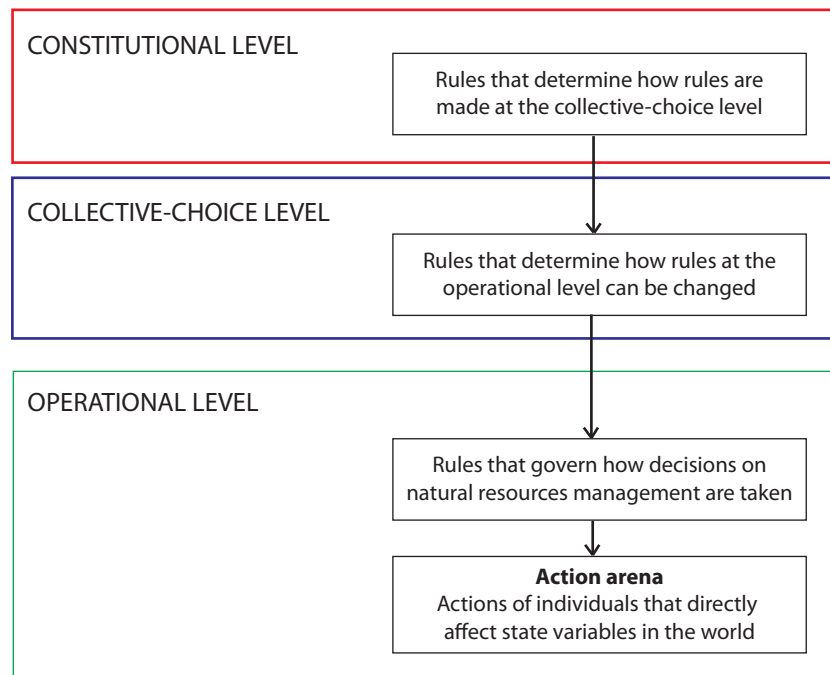 CONSTITUTIONAL LEVEL
Rules that determine how rules are
made at the collective-choice level
COLLECTIVE-CHOICE LEVEL
Rules that determine how rules at the
operational level can be changed
OPERATIONAL LEVEL
Rules that govern how decisions on
natural resources management are taken
Action arena
Actions of individuals that directly
affect state variables in the world